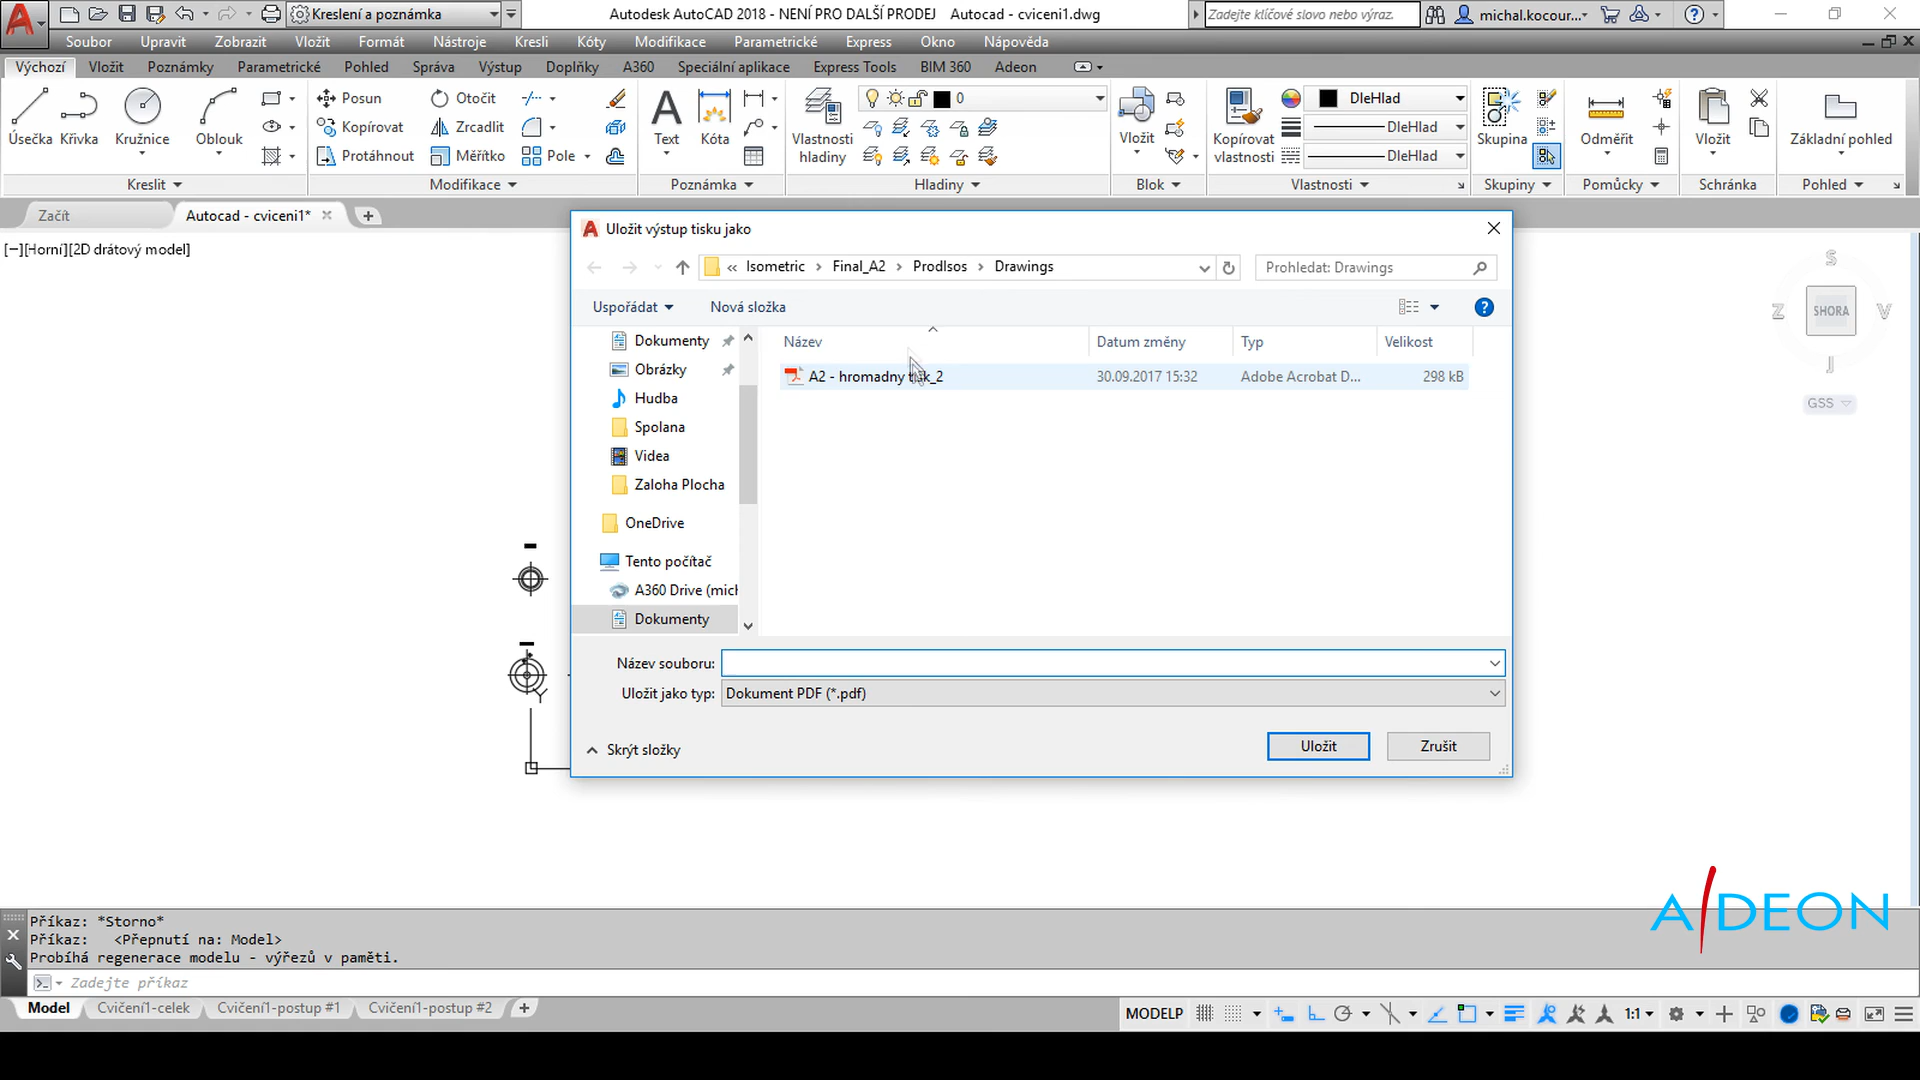 Kreslení a poznámka
Autodesk AutoCAD 2018 - NENÍ PRO DALŠÍ PRODEJ Autocad - cviceni1.dwg
Zadejte klíčové slovo nebo výraz.
michal.kocour...
Soubor Upravit Zobrazit Vložit Formát Nástroje Kresli Kóty Modifikace Parametrické Express Okno Nápověda
Výchozí Vložit Poznámky Parametrické Pohled Správa Výstup Doplňky A360 Speciální aplikace Express Tools BIM 360 Adeon
Posun Otočit 0 DleHlad
Úsečka Křivka Kružnice Oblouk Kopírovat Zrcadlit Text Kóta Vlastnosti hladiny Vložit Kopírovat vlastnosti DleHlad Skupina Odměřit Vložit Základní pohled
Protáhnout Měřítko Pole DleHlad
Kreslit Modifikace Poznámka Hladiny Blok Vlastnosti Skupiny Pomůcky Schránka Pohled
Začít Autocad - cviceni1*
[−][Horní][2D drátový model]
Uložit výstup tisku jako
« Isometric Final_A2 ProdIsos Drawings Prohledat: Drawings
Uspořádat Nová složka
Název Datum změny Typ Velikost
A2 - hromadny tisk_2 30.09.2017 15:32 Adobe Acrobat D... 298 kB
Dokumenty
Obrázky
Hudba
Spolana
Videa
Zaloha Plocha
OneDrive
Tento počítač
A360 Drive (mich
Dokumenty
Název souboru:
Uložit jako typ: Dokument PDF (*.pdf)
Skrýt složky Uložit Zrušit
S
Z SHORA V
J
GSS
Y
ADEON
Příkaz: *Storno*
Příkaz: <Přepnutí na: Model>
Probíhá regenerace modelu - výřezů v paměti.
Zadejte příkaz
Model Cvičení1-celek Cvičení1-postup #1 Cvičení1-postup #2
MODELP 1:1